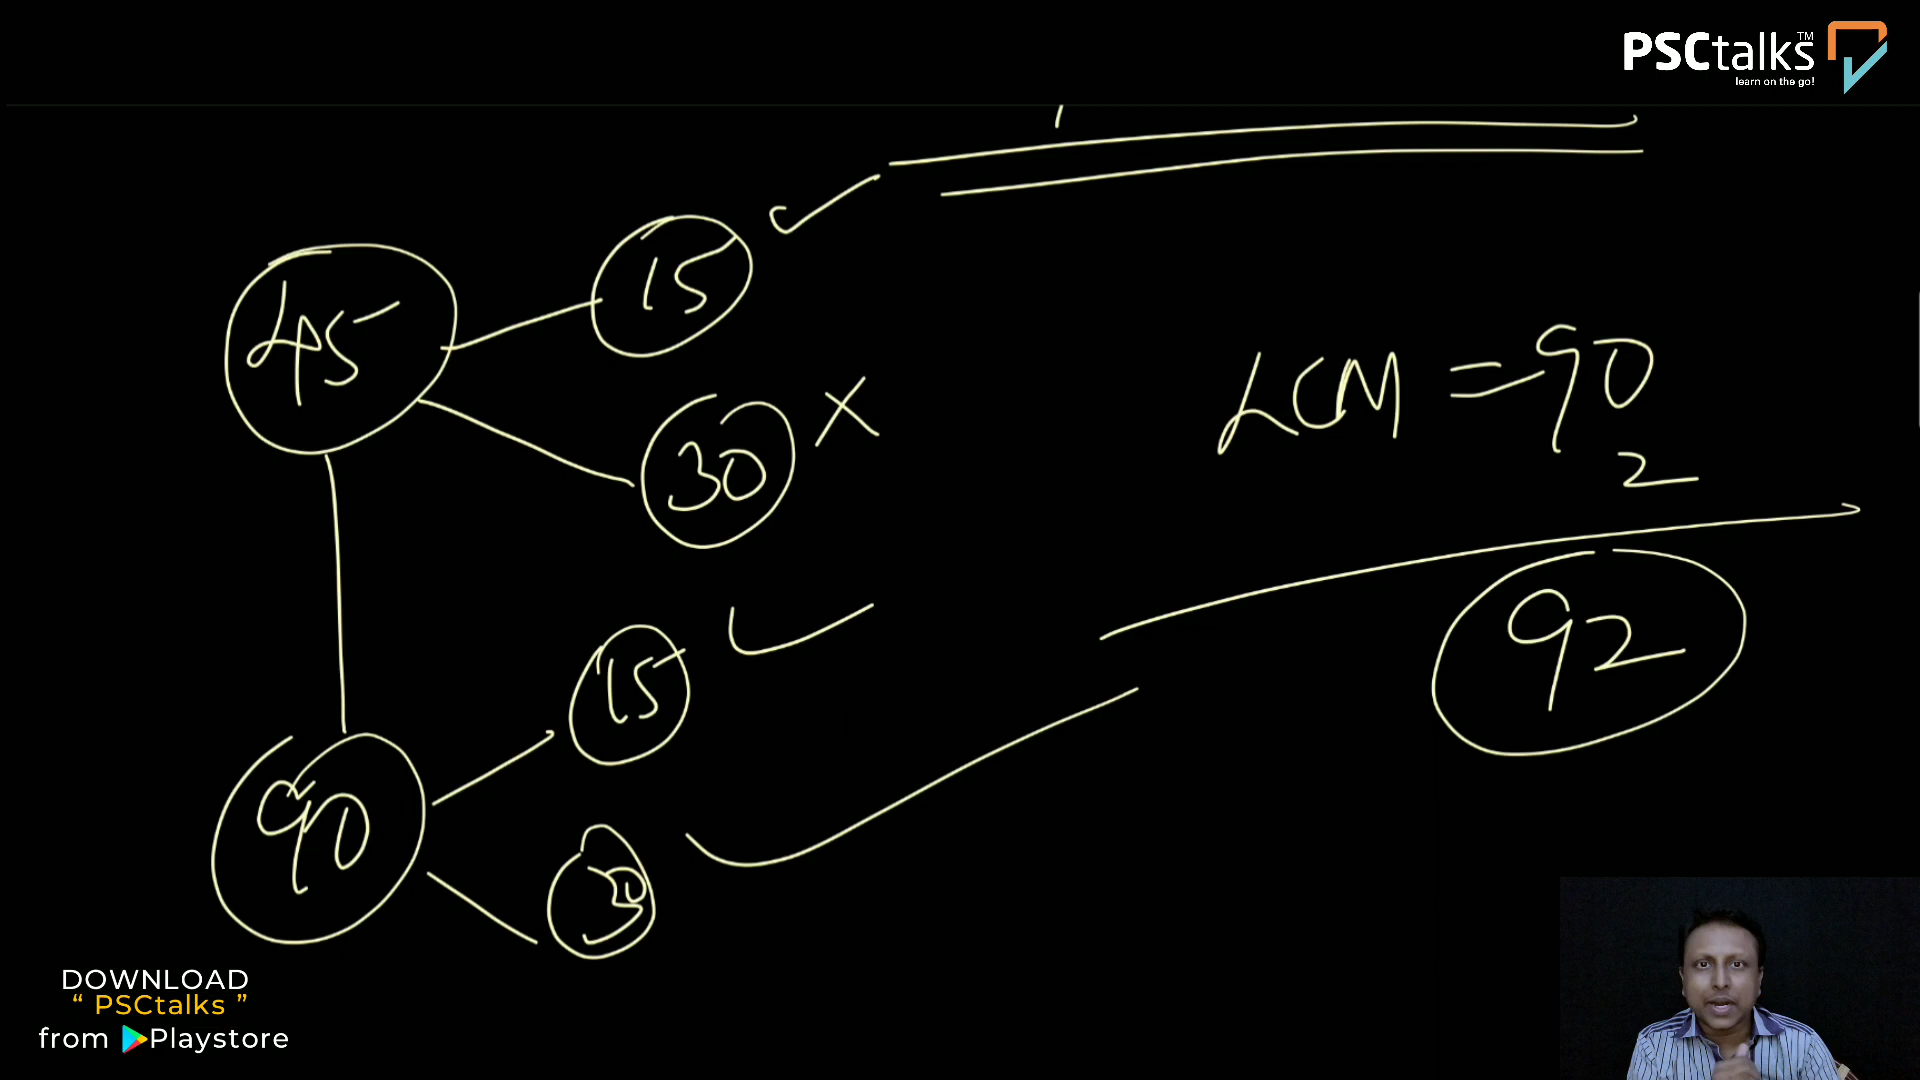 PSCtalks™
learn on the go!
15
45
30 X
LCM = 90
2
92
15
90
30
DOWNLOAD
“ PSCtalks ”
from Playstore